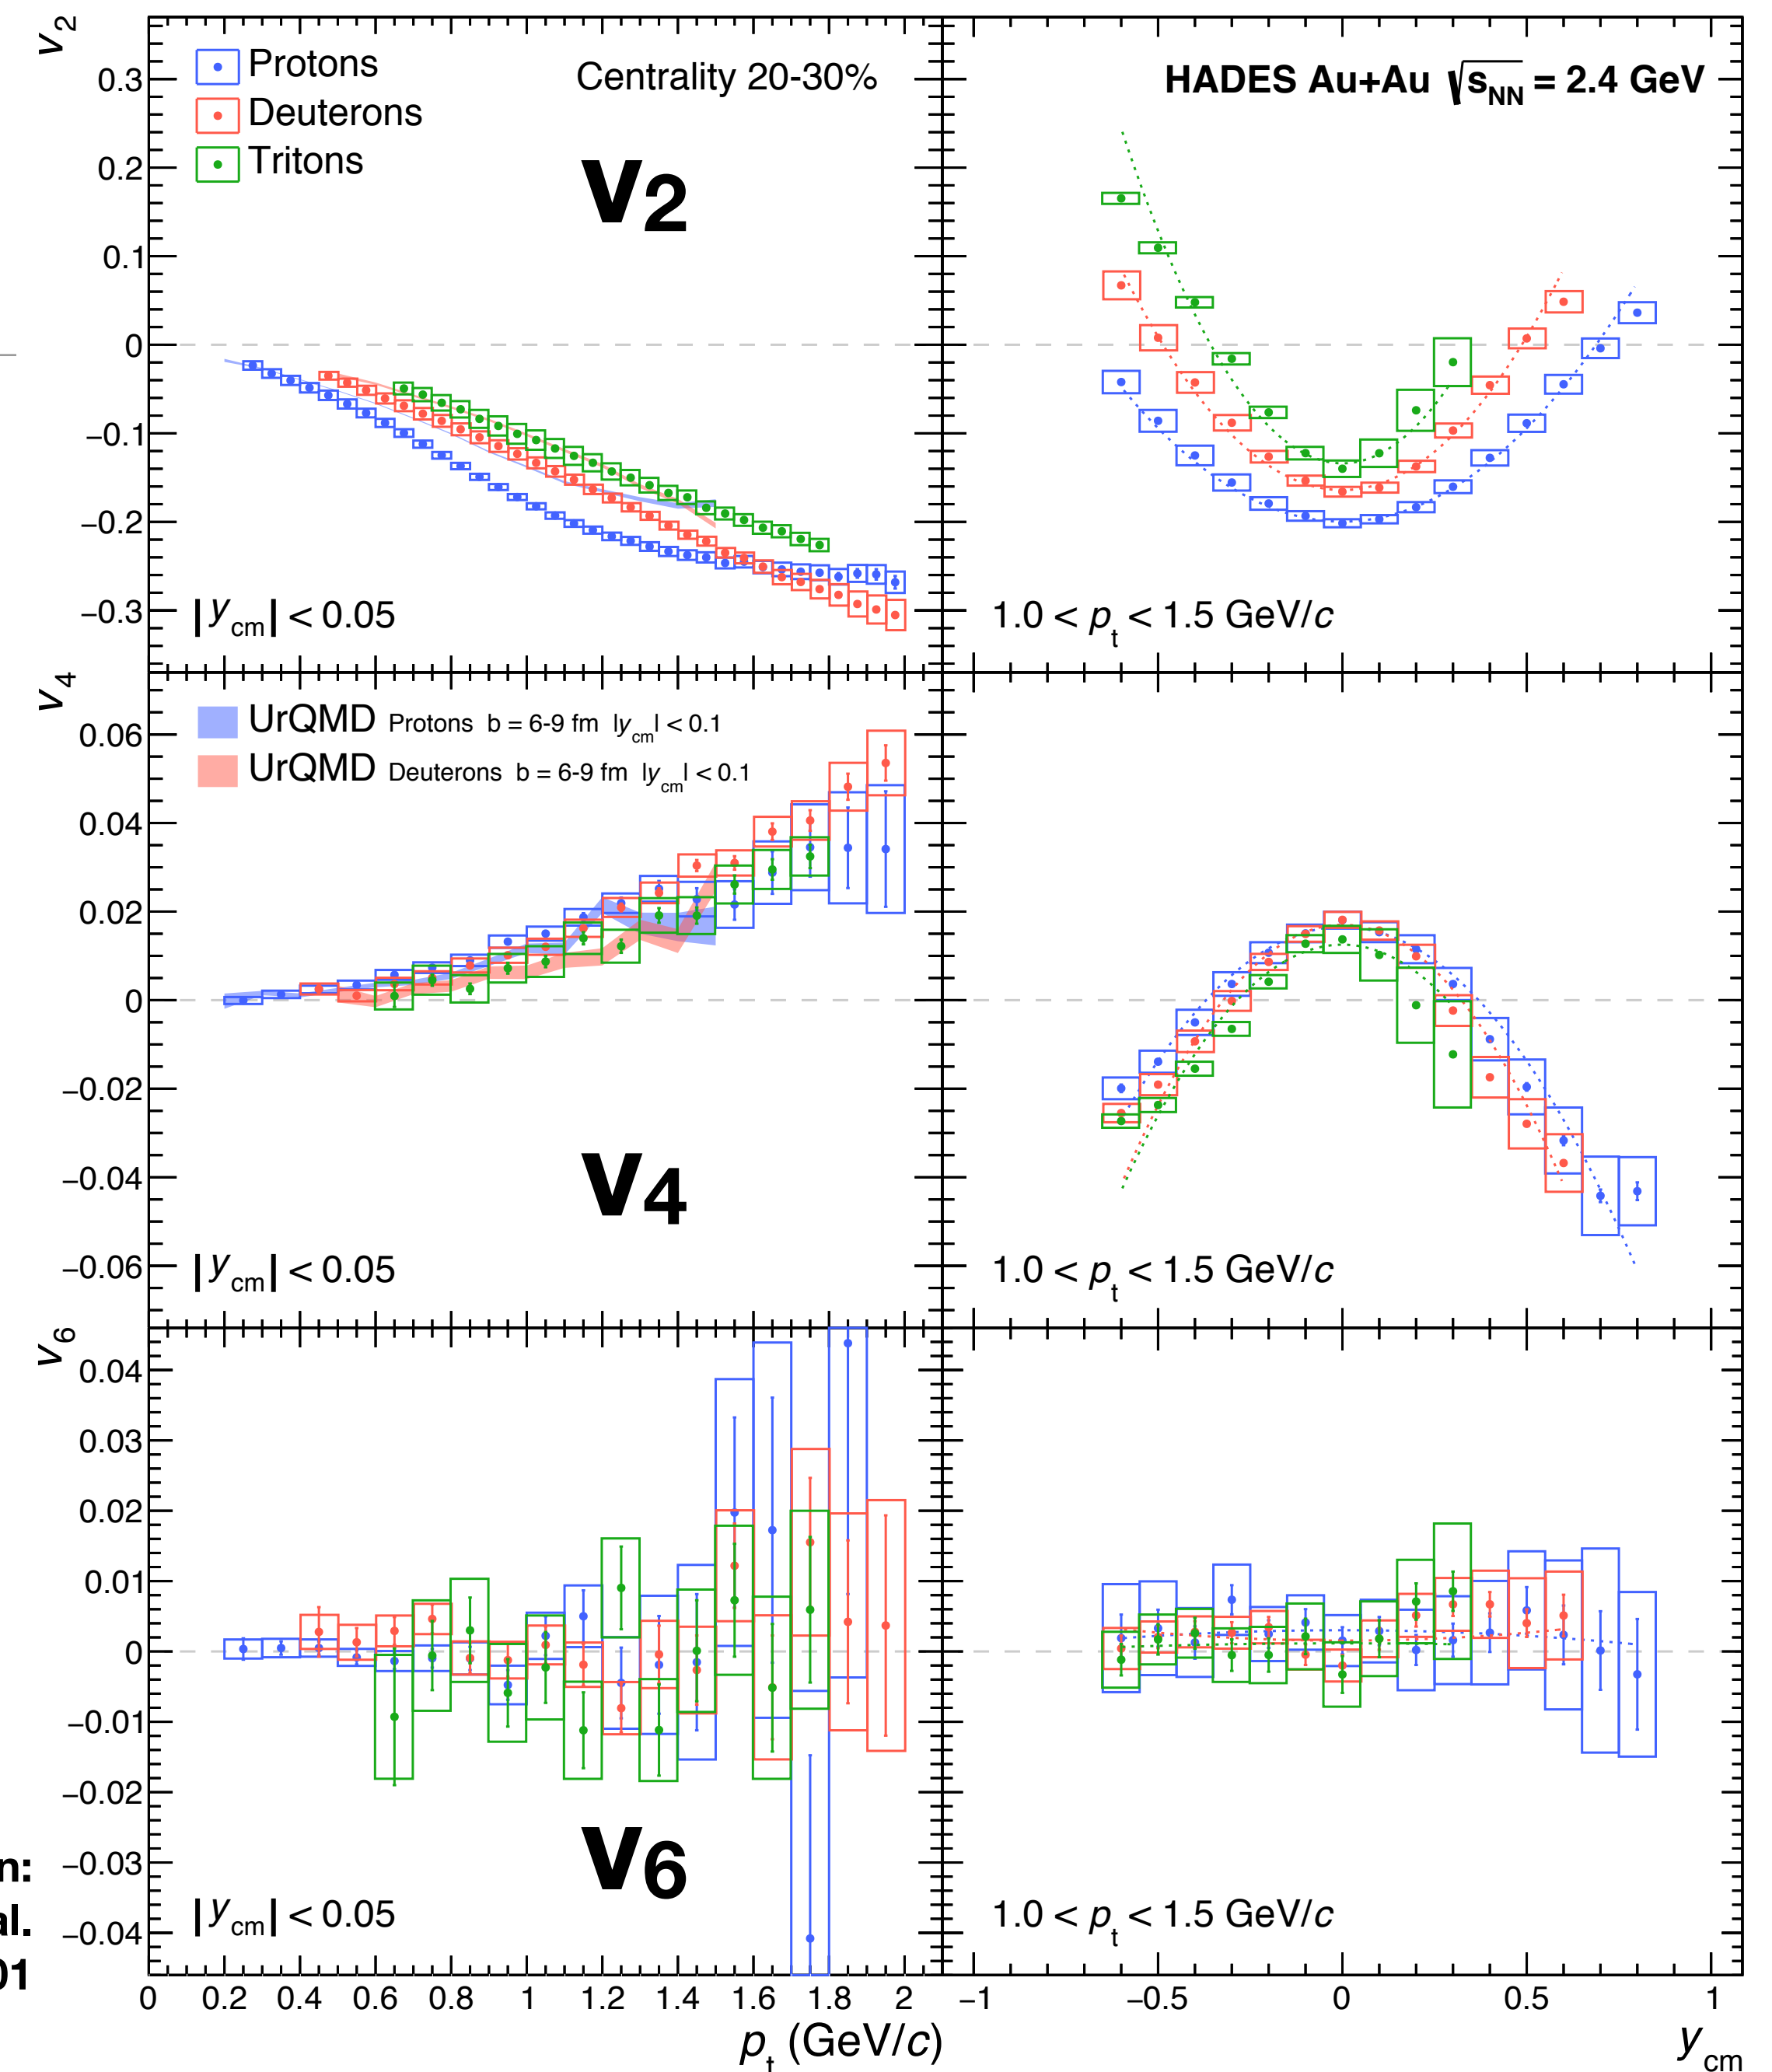 v2
0.3
0.2
0.1
0
−0.1
−0.2
−0.3
Protons
Deuterons
Tritons
Centrality 20-30%
v2
|ycm| < 0.05
HADES Au+Au √sNN = 2.4 GeV
1.0 < pt < 1.5 GeV/c
v4
0.06
0.04
0.02
0
−0.02
−0.04
−0.06
UrQMD Protons b = 6-9 fm |ycm| < 0.1
UrQMD Deuterons b = 6-9 fm |ycm| < 0.1
v4
|ycm| < 0.05
1.0 < pt < 1.5 GeV/c
v6
0.04
0.03
0.02
0.01
0
−0.01
−0.02
−0.03
−0.04
n:
al.
01
v6
|ycm| < 0.05
1.0 < pt < 1.5 GeV/c
0 0.2 0.4 0.6 0.8 1 1.2 1.4 1.6 1.8 2
−1 −0.5 0 0.5 1
pt (GeV/c)
ycm